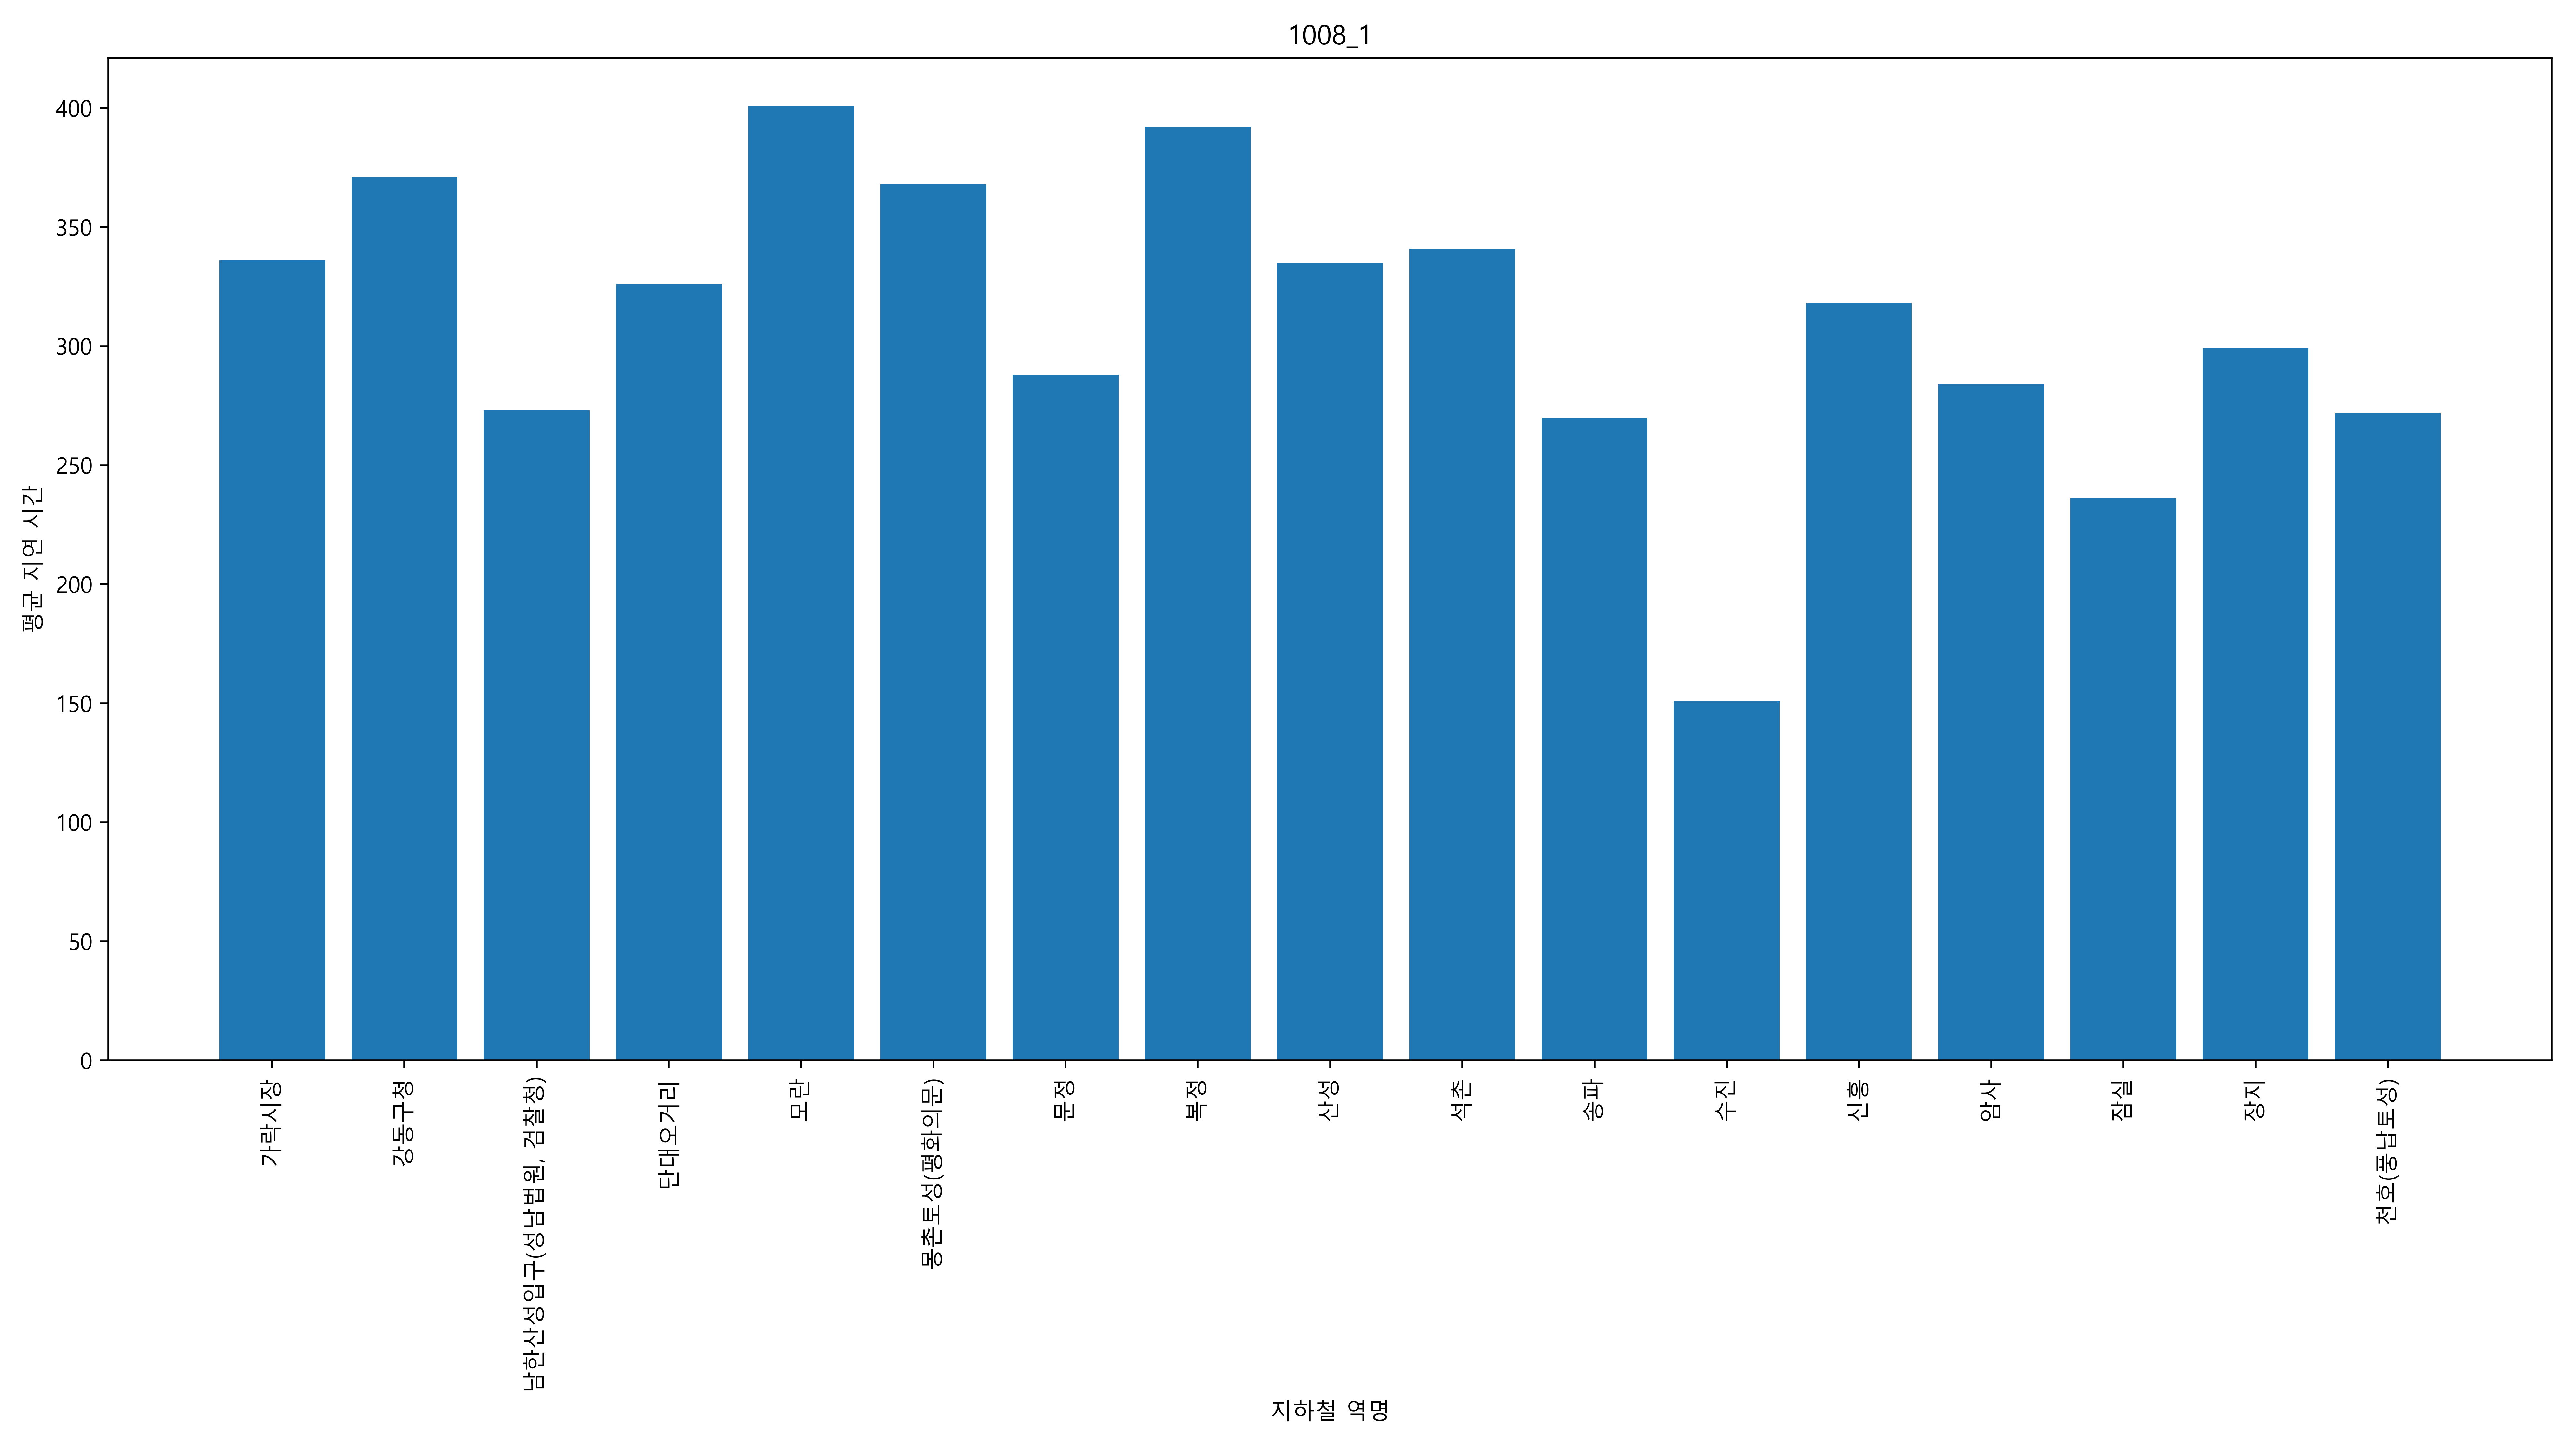 1008_1
평균 지연 시간
400
350
300
250
200
150
100
50
0
가락시장
강동구청
남한산성입구(성남법원, 검찰청)
단대오거리
모란
몽촌토성(평화의문)
문정
복정
산성
석촌
송파
수진
신흥
암사
잠실
장지
천호(풍납토성)
지하철 역명